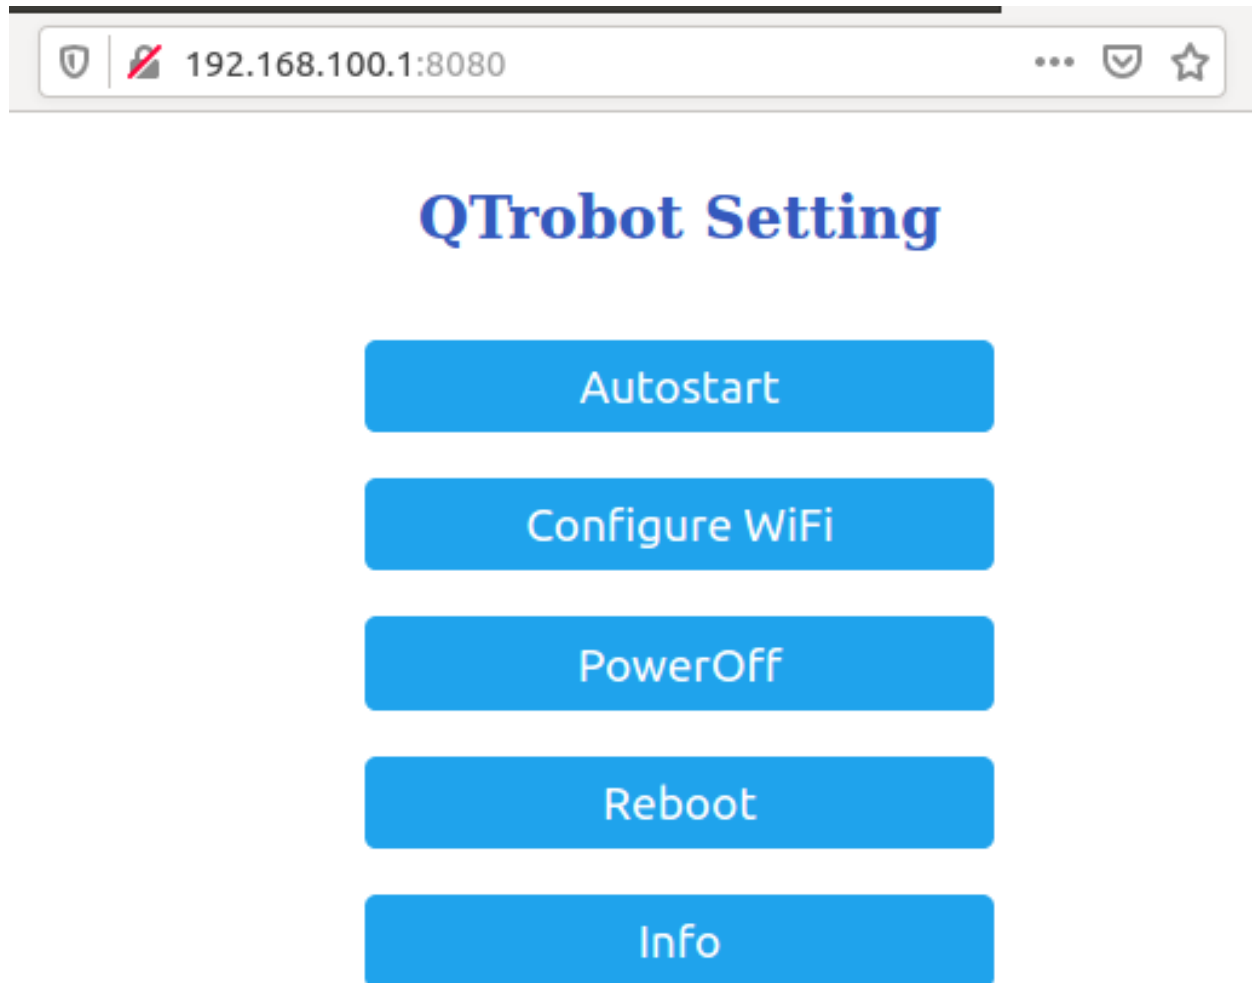 192.168.100.1:8080
QTrobot Setting
Autostart
Configure WiFi
PowerOff
Reboot
Info